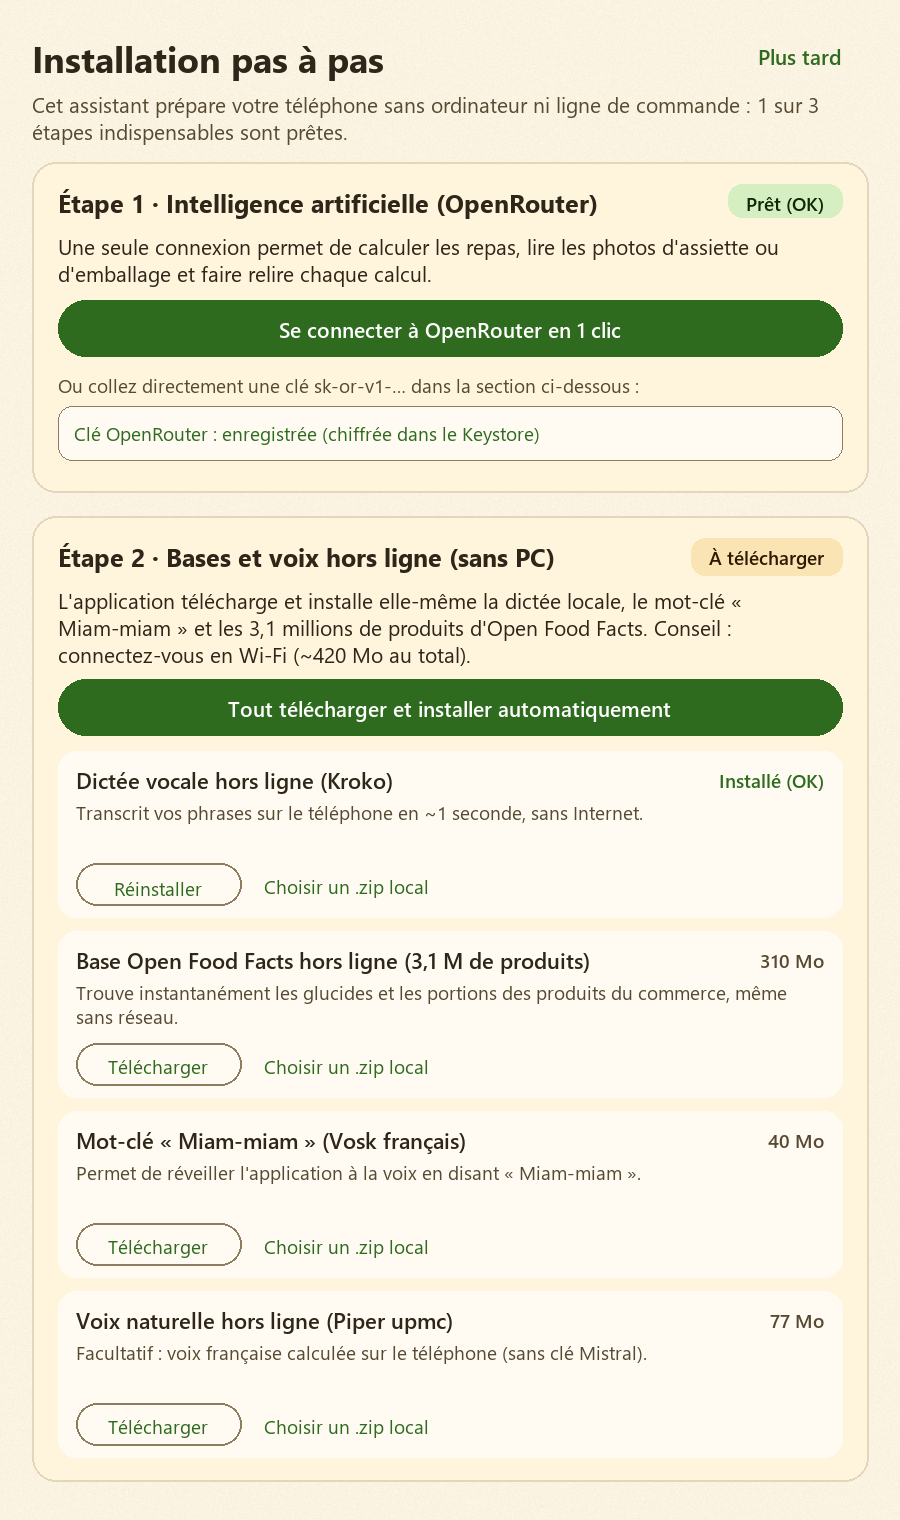 Installation pas à pas
Plus tard
Cet assistant prépare votre téléphone sans ordinateur ni ligne de commande : 1 sur 3
étapes indispensables sont prêtes.
Étape 1 · Intelligence artificielle (OpenRouter)
Prêt (OK)
Une seule connexion permet de calculer les repas, lire les photos d'assiette ou
d'emballage et faire relire chaque calcul.
Se connecter à OpenRouter en 1 clic
Ou collez directement une clé sk-or-v1-... dans la section ci-dessous :
Clé OpenRouter : enregistrée (chiffrée dans le Keystore)
Étape 2 · Bases et voix hors ligne (sans PC)
À télécharger
L'application télécharge et installe elle-même la dictée locale, le mot-clé «
Miam-miam » et les 3,1 millions de produits d'Open Food Facts. Conseil :
connectez-vous en Wi-Fi (~420 Mo au total).
Tout télécharger et installer automatiquement
Dictée vocale hors ligne (Kroko)
Installé (OK)
Transcrit vos phrases sur le téléphone en ~1 seconde, sans Internet.
Réinstaller
Choisir un .zip local
Base Open Food Facts hors ligne (3,1 M de produits)
310 Mo
Trouve instantanément les glucides et les portions des produits du commerce, même
sans réseau.
Télécharger
Choisir un .zip local
Mot-clé « Miam-miam » (Vosk français)
40 Mo
Permet de réveiller l'application à la voix en disant « Miam-miam ».
Télécharger
Choisir un .zip local
Voix naturelle hors ligne (Piper upmc)
77 Mo
Facultatif : voix française calculée sur le téléphone (sans clé Mistral).
Télécharger
Choisir un .zip local